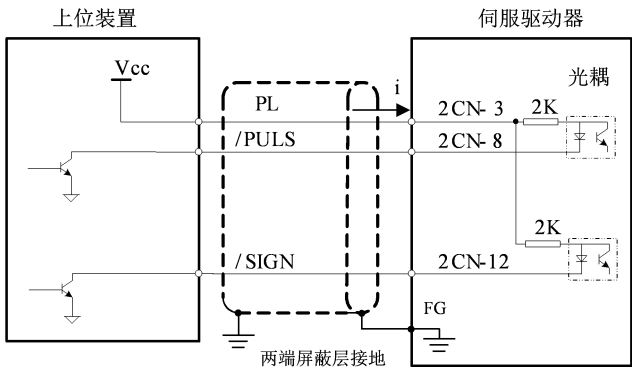 上位装置
伺服驱动器
Vcc
光耦
PL
i
2CN-3
2K
/PULS
2CN-8
2K
/SIGN
2CN-12
FG
两端屏蔽层接地